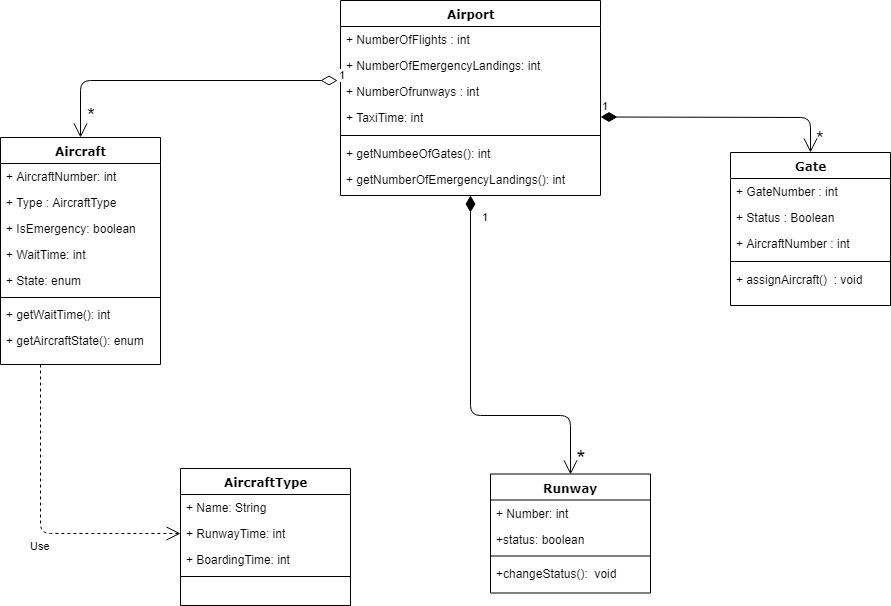 Airport
+ NumberOfFlights : int
+ NumberOfEmergencyLandings: int
+ NumberOfrunways : int
+ TaxiTime: int
+ getNumbeeOfGates(): int
+ getNumberOfEmergencyLandings(): int
1
*
1
*
1
*
Aircraft
+ AircraftNumber: int
+ Type : AircraftType
+ IsEmergency: boolean
+ WaitTime: int
+ State: enum
+ getWaitTime(): int
+ getAircraftState(): enum
Gate
+ GateNumber : int
+ Status : Boolean
+ AircraftNumber : int
+ assignAircraft() : void
Use
AircraftType
+ Name: String
+ RunwayTime: int
+ BoardingTime: int
Runway
+ Number: int
+status: boolean
+changeStatus(): void